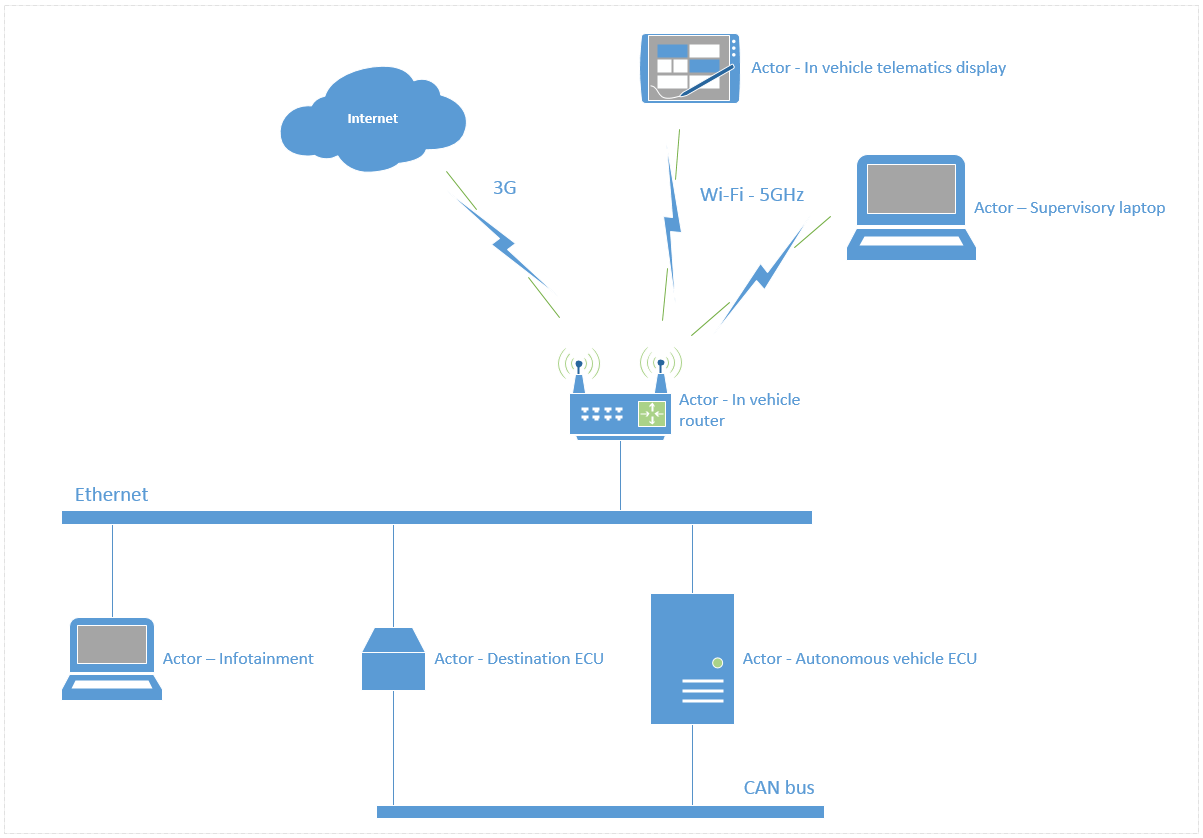 Actor - In vehicle telematics display
Internet
3G
Wi-Fi - 5GHz
Actor – Supervisory laptop
Actor - In vehicle
router
Ethernet
Actor – Infotainment
Actor - Destination ECU
Actor - Autonomous vehicle ECU
CAN bus